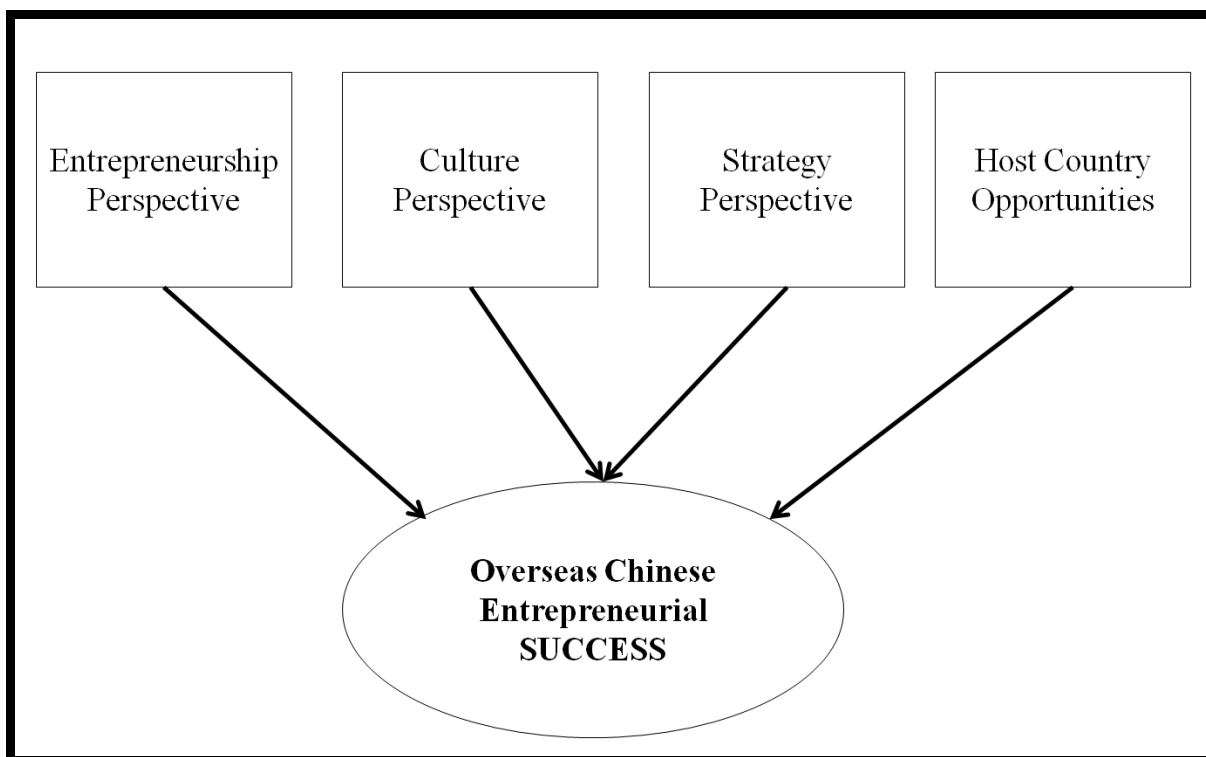 Entrepreneurship
Perspective
Culture
Perspective
Strategy
Perspective
Host Country
Opportunities
Overseas Chinese
Entrepreneurial
SUCCESS